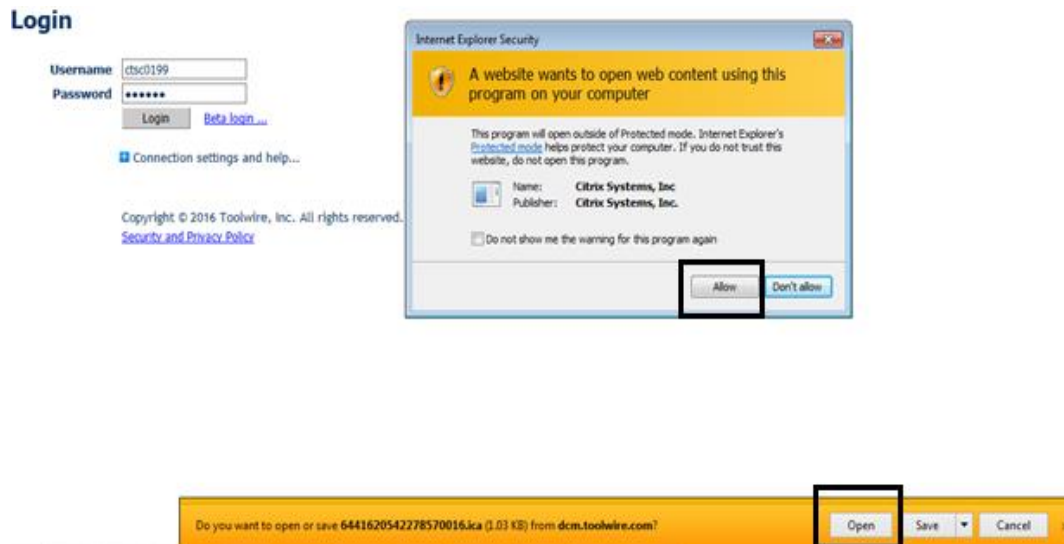 Login
Username ctsc0199
Password ••••••
Login Beta login ...
Connection settings and help...
Copyright © 2016 Toolwire, Inc. All rights reserved.
Security and Privacy Policy
Internet Explorer Security
A website wants to open web content using this
program on your computer
This program will open outside of Protected mode. Internet Explorer's
Protected mode helps protect your computer. If you do not trust this
website, do not open this program.
Name: Citrix Systems, Inc
Publisher: Citrix Systems, Inc.
Do not show me the warning for this program again
Allow Don't allow
Do you want to open or save 6441620542278570016.ica (1.03 KB) from dcm.toolwire.com?
Open Save Cancel